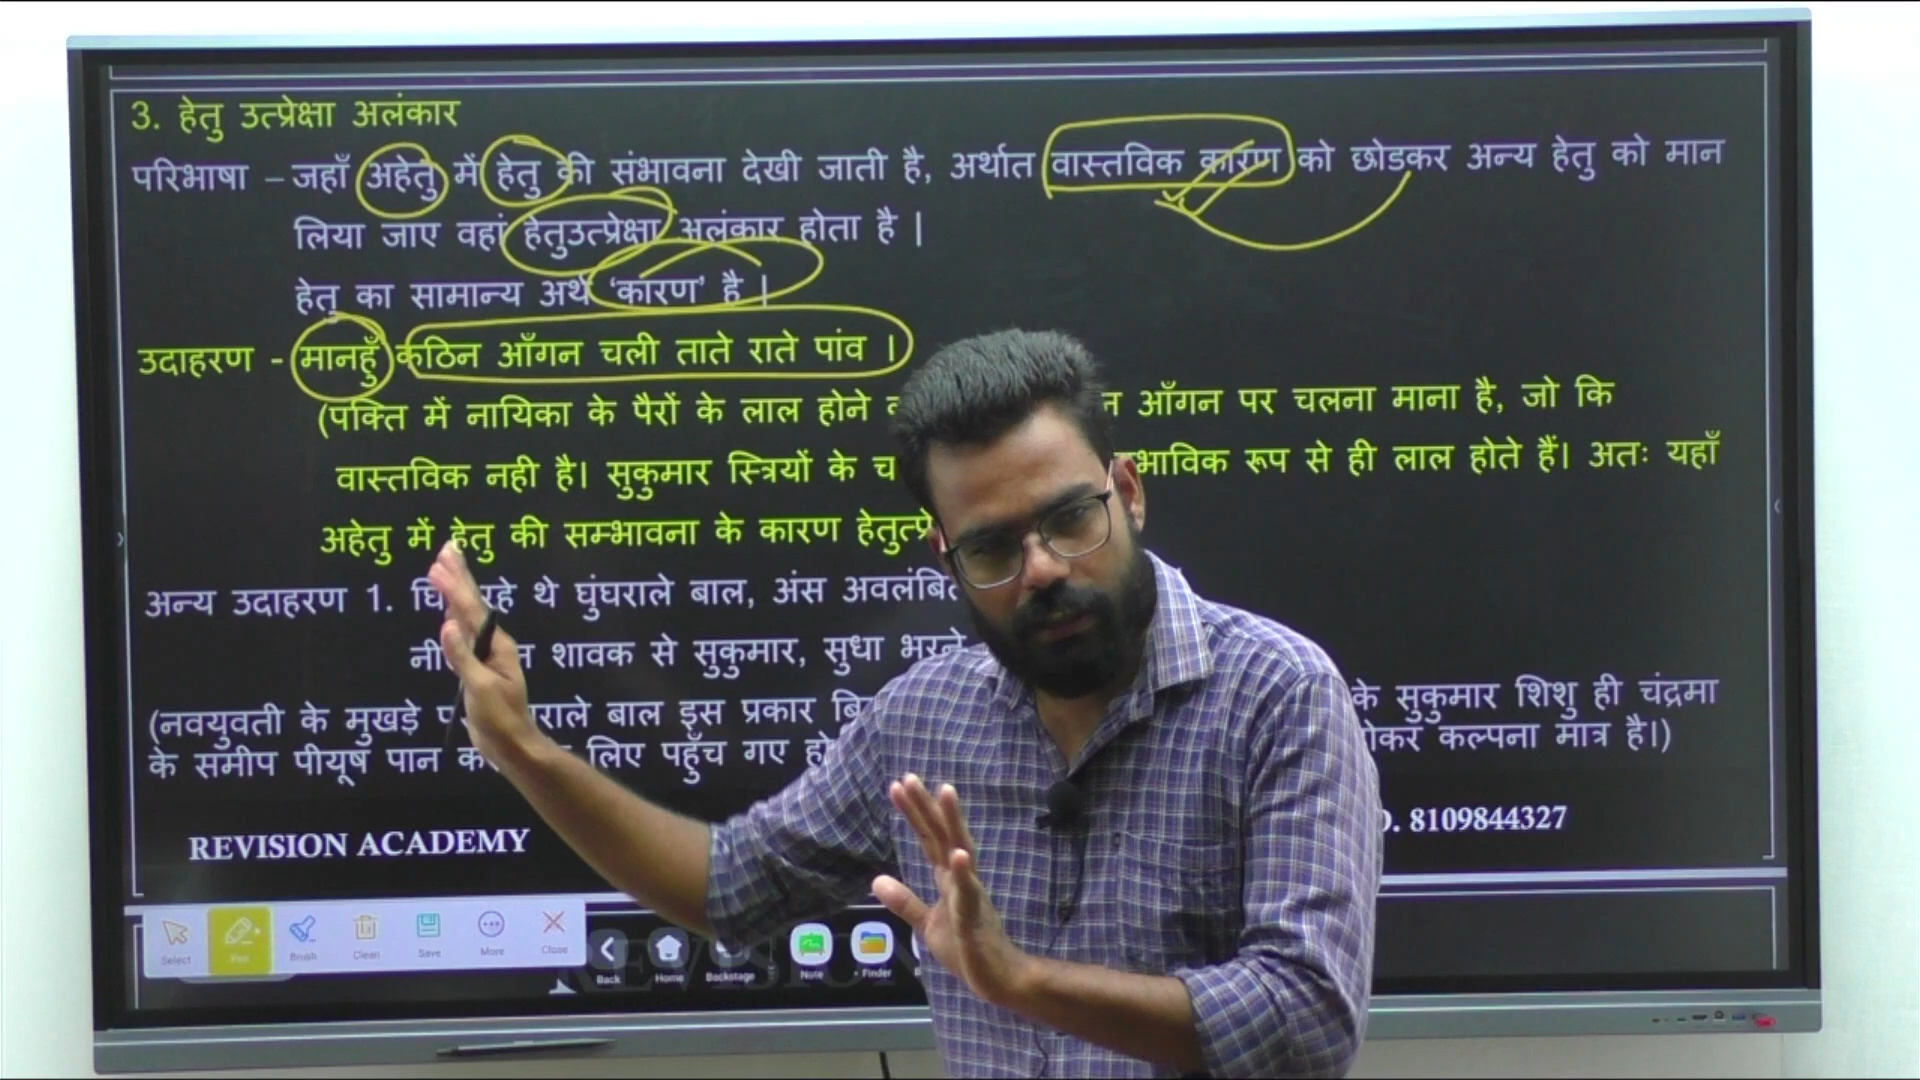 3. हेतु उत्प्रेक्षा अलंकार
परिभाषा – जहाँ अहेतु में हेतु की संभावना देखी जाती है, अर्थात वास्तविक कारण को छोडकर अन्य हेतु को मान
लिया जाए वहां हेतुउत्प्रेक्षा अलंकार होता है |
हेतु का सामान्य अर्थ ‘कारण’ है |
उदाहरण - मानहुँ कठिन आँगन चली ताते राते पांव ।
(पंक्ति में नायिका के पैरों के लाल होने आँगन पर चलना माना है, जो कि
वास्तविक नही है। सुकुमार स्त्रियों के रूप से ही लाल होते हैं। अतः यहाँ
अहेतु में हेतु की सम्भावना के कारण
अन्य उदाहरण 1. रहे थे घुंघराले बाल, अंस
शावक से सुकुमार, सुधा भरने
(नवयुवती के मुखड़े बाल इस प्रकार के सुकुमार शिशु ही चंद्रमा
के समीप पीयूष पान लिए पहुँच गए कल्पना मात्र है।)
REVISION ACADEMY 8109844327
Select Pen Brush Clean Save More Close
Back Home Backstage Note Finder
REVISION